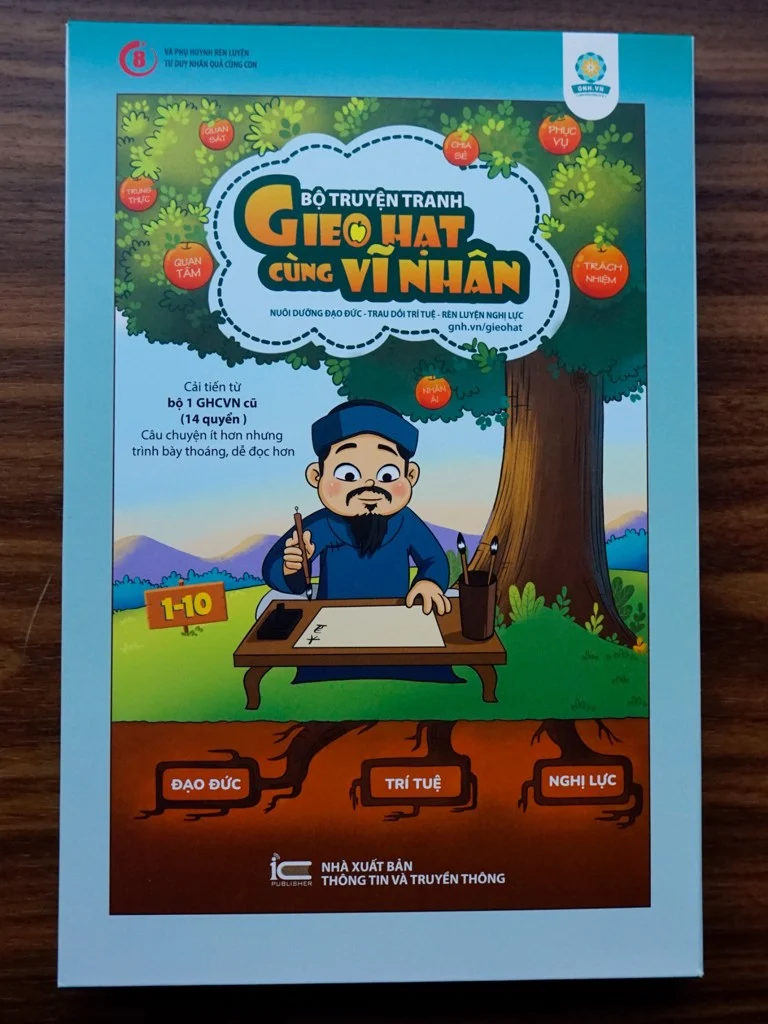 8
VÀ PHỤ HUYNH RÈN LUYỆN
TƯ DUY NHÂN QUẢ CÙNG CON
GNH.VN
QUAN
SÁT
CHIA
SẺ
PHỤC
VỤ
TRUNG
THỰC
BỘ TRUYỆN TRANH
GIEO HẠT
CÙNG VĨ NHÂN
QUAN
TÂM
TRÁCH
NHIỆM
NUÔI DƯỠNG ĐẠO ĐỨC - TRAU DỒI TRÍ TUỆ - RÈN LUYỆN NGHỊ LỰC
gnh.vn/gieohat
NHÂN
ÁI
Cải tiến từ
bộ 1 GHCVN cũ
(14 quyển )
Câu chuyện ít hơn nhưng
trình bày thoáng, dễ đọc hơn
1-10
ĐẠO ĐỨC
TRÍ TUỆ
NGHỊ LỰC
ic
PUBLISHER
NHÀ XUẤT BẢN
THÔNG TIN VÀ TRUYỀN THÔNG